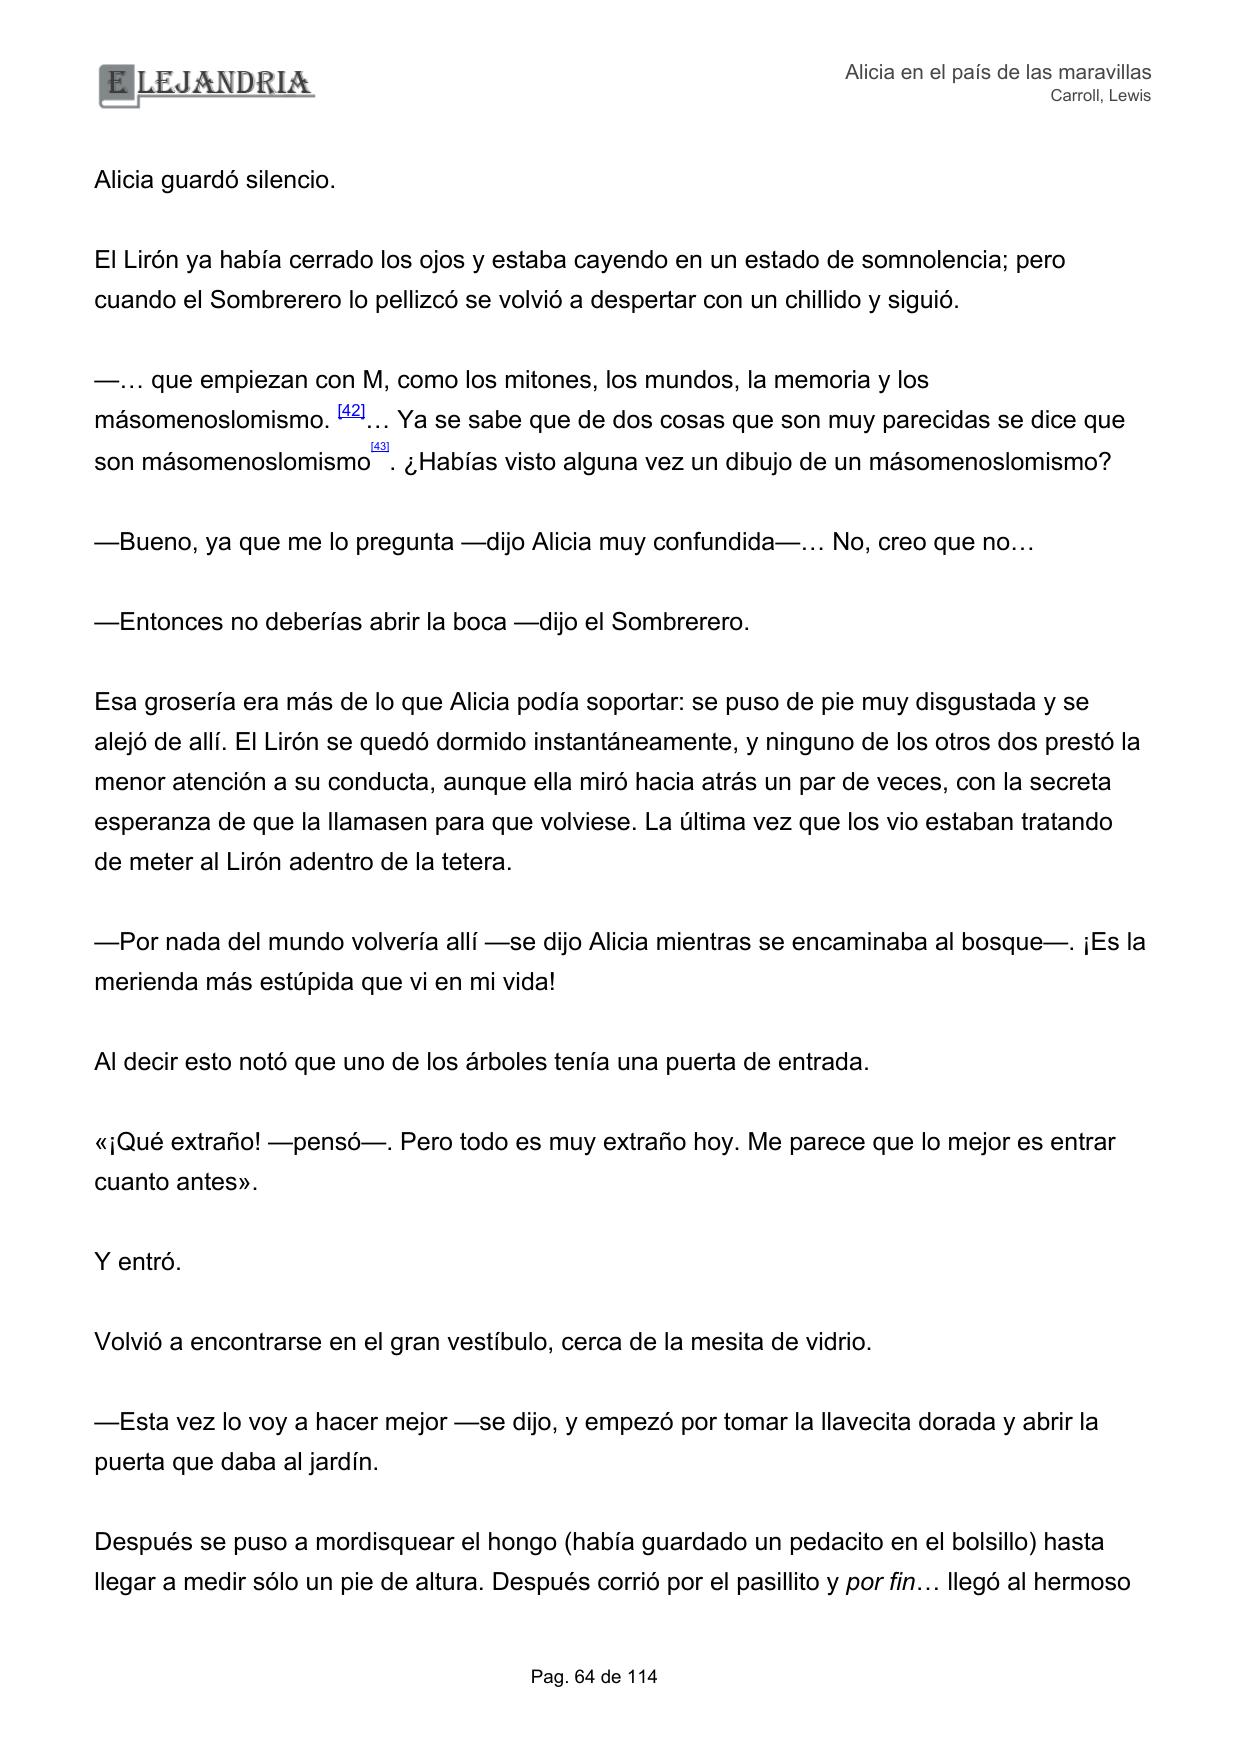 ELEJANDRIA
Alicia en el país de las maravillas
Carroll, Lewis
Alicia guardó silencio.
El Lirón ya había cerrado los ojos y estaba cayendo en un estado de somnolencia; pero
cuando el Sombrerero lo pellizcó se volvió a despertar con un chillido y siguió.
—… que empiezan con M, como los mitones, los mundos, la memoria y los
másomenoslomismo. [42]… Ya se sabe que de dos cosas que son muy parecidas se dice que
son másomenoslomismo[43]. ¿Habías visto alguna vez un dibujo de un másomenoslomismo?
—Bueno, ya que me lo pregunta —dijo Alicia muy confundida—… No, creo que no…
—Entonces no deberías abrir la boca —dijo el Sombrerero.
Esa grosería era más de lo que Alicia podía soportar: se puso de pie muy disgustada y se
alejó de allí. El Lirón se quedó dormido instantáneamente, y ninguno de los otros dos prestó la
menor atención a su conducta, aunque ella miró hacia atrás un par de veces, con la secreta
esperanza de que la llamasen para que volviese. La última vez que los vio estaban tratando
de meter al Lirón adentro de la tetera.
—Por nada del mundo volvería allí —se dijo Alicia mientras se encaminaba al bosque—. ¡Es la
merienda más estúpida que vi en mi vida!
Al decir esto notó que uno de los árboles tenía una puerta de entrada.
«¡Qué extraño! —pensó—. Pero todo es muy extraño hoy. Me parece que lo mejor es entrar
cuanto antes».
Y entró.
Volvió a encontrarse en el gran vestíbulo, cerca de la mesita de vidrio.
—Esta vez lo voy a hacer mejor —se dijo, y empezó por tomar la llavecita dorada y abrir la
puerta que daba al jardín.
Después se puso a mordisquear el hongo (había guardado un pedacito en el bolsillo) hasta
llegar a medir sólo un pie de altura. Después corrió por el pasillito y por fin… llegó al hermoso
Pag. 64 de 114